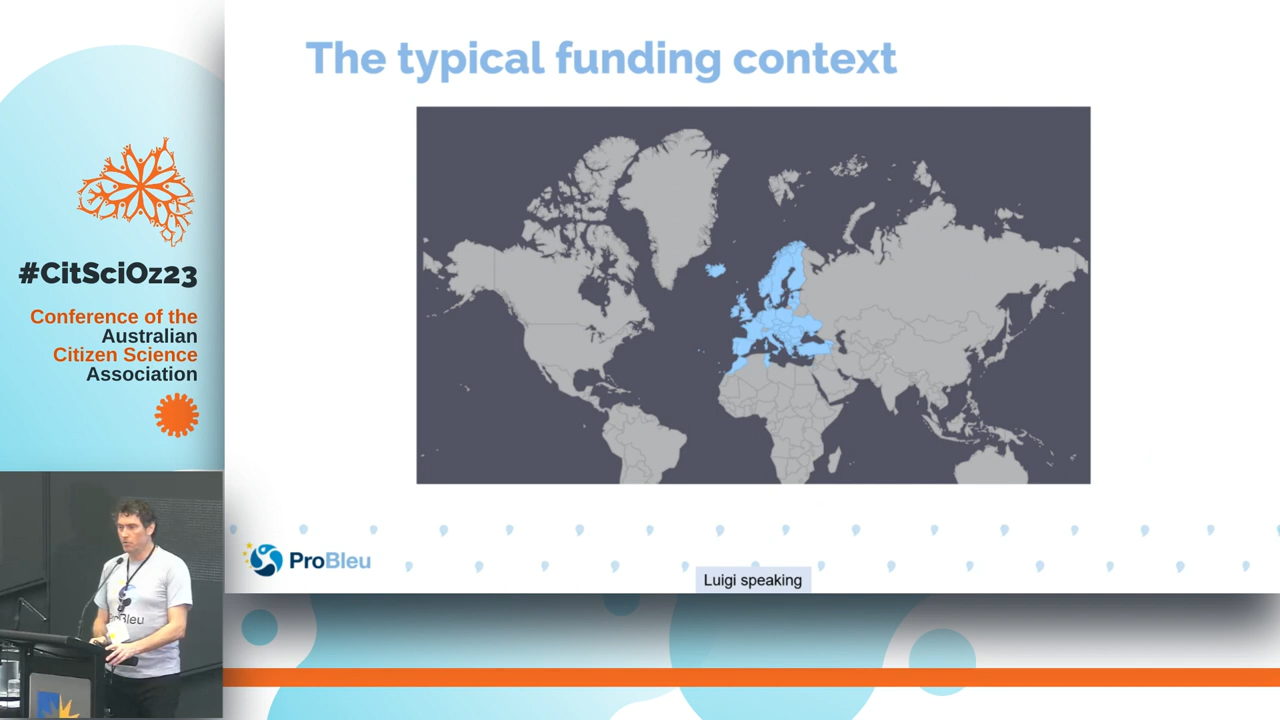 The typical funding context
#CitSciOz23
Conference of the
Australian
Citizen Science
Association
ProBleu
Luigi speaking